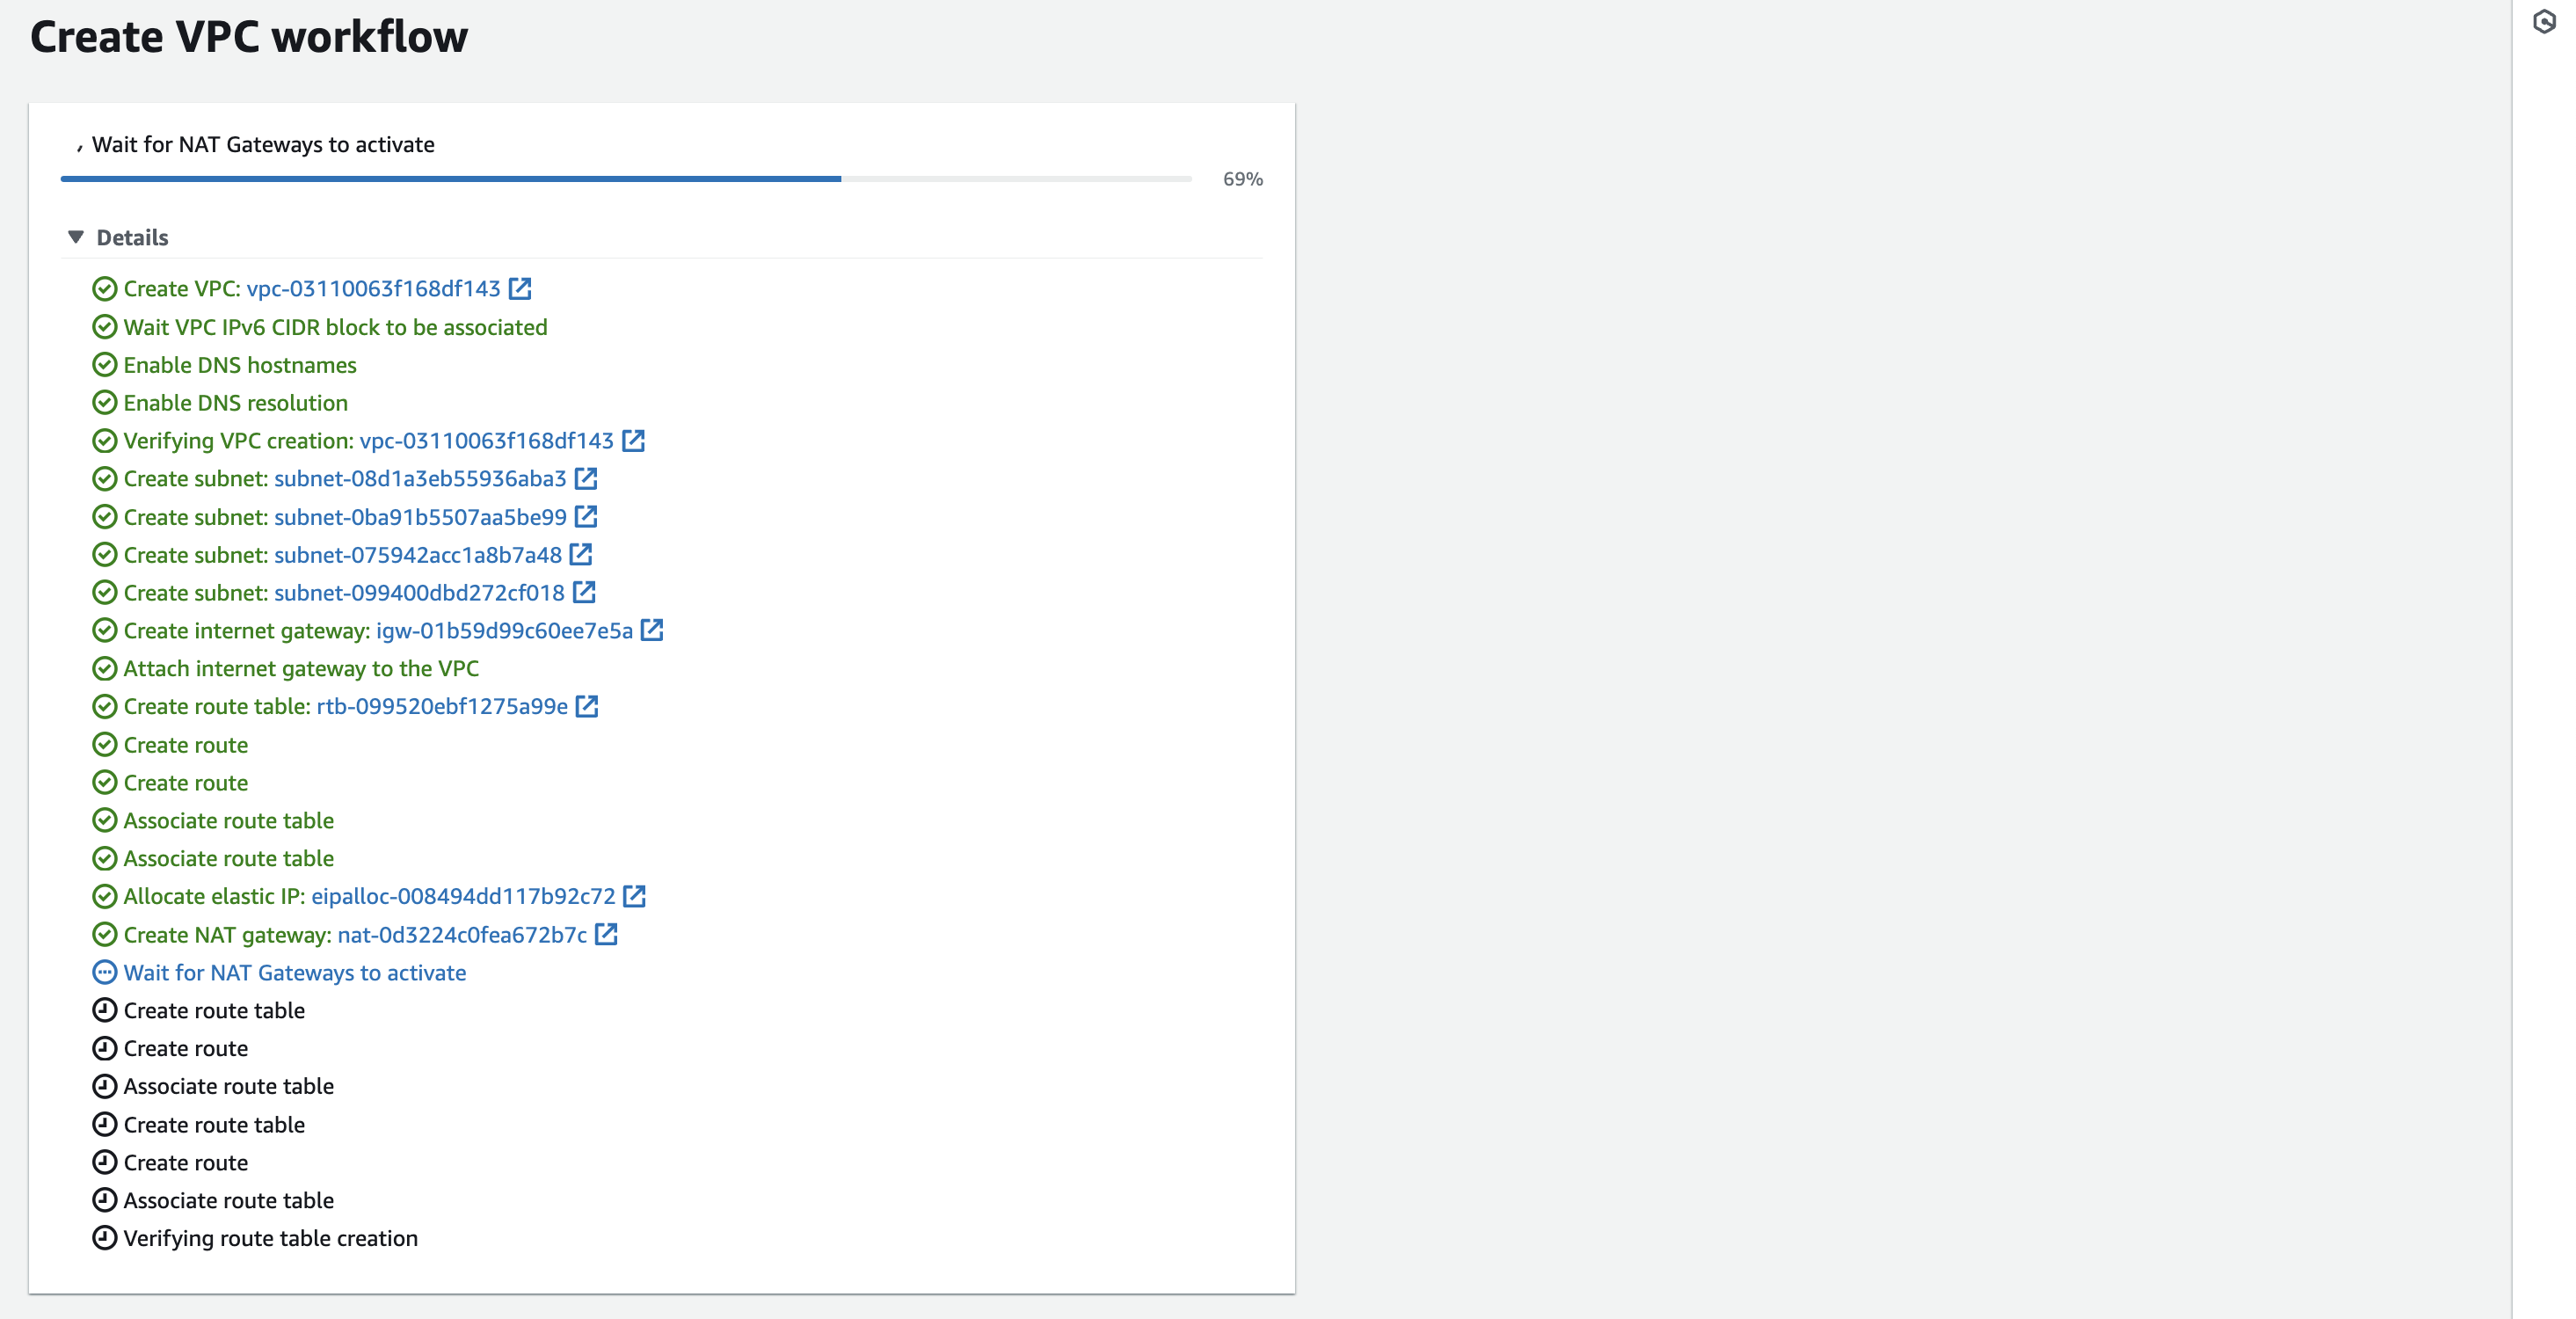 Create VPC workflow
Wait for NAT Gateways to activate
69%
Details
Create VPC: vpc-03110063f168df143
Wait VPC IPv6 CIDR block to be associated
Enable DNS hostnames
Enable DNS resolution
Verifying VPC creation: vpc-03110063f168df143
Create subnet: subnet-08d1a3eb55936aba3
Create subnet: subnet-0ba91b5507aa5be99
Create subnet: subnet-075942acc1a8b7a48
Create subnet: subnet-099400dbd272cf018
Create internet gateway: igw-01b59d99c60ee7e5a
Attach internet gateway to the VPC
Create route table: rtb-099520ebf1275a99e
Create route
Create route
Associate route table
Associate route table
Allocate elastic IP: eipalloc-008494dd117b92c72
Create NAT gateway: nat-0d3224c0fea672b7c
Wait for NAT Gateways to activate
Create route table
Create route
Associate route table
Create route table
Create route
Associate route table
Verifying route table creation